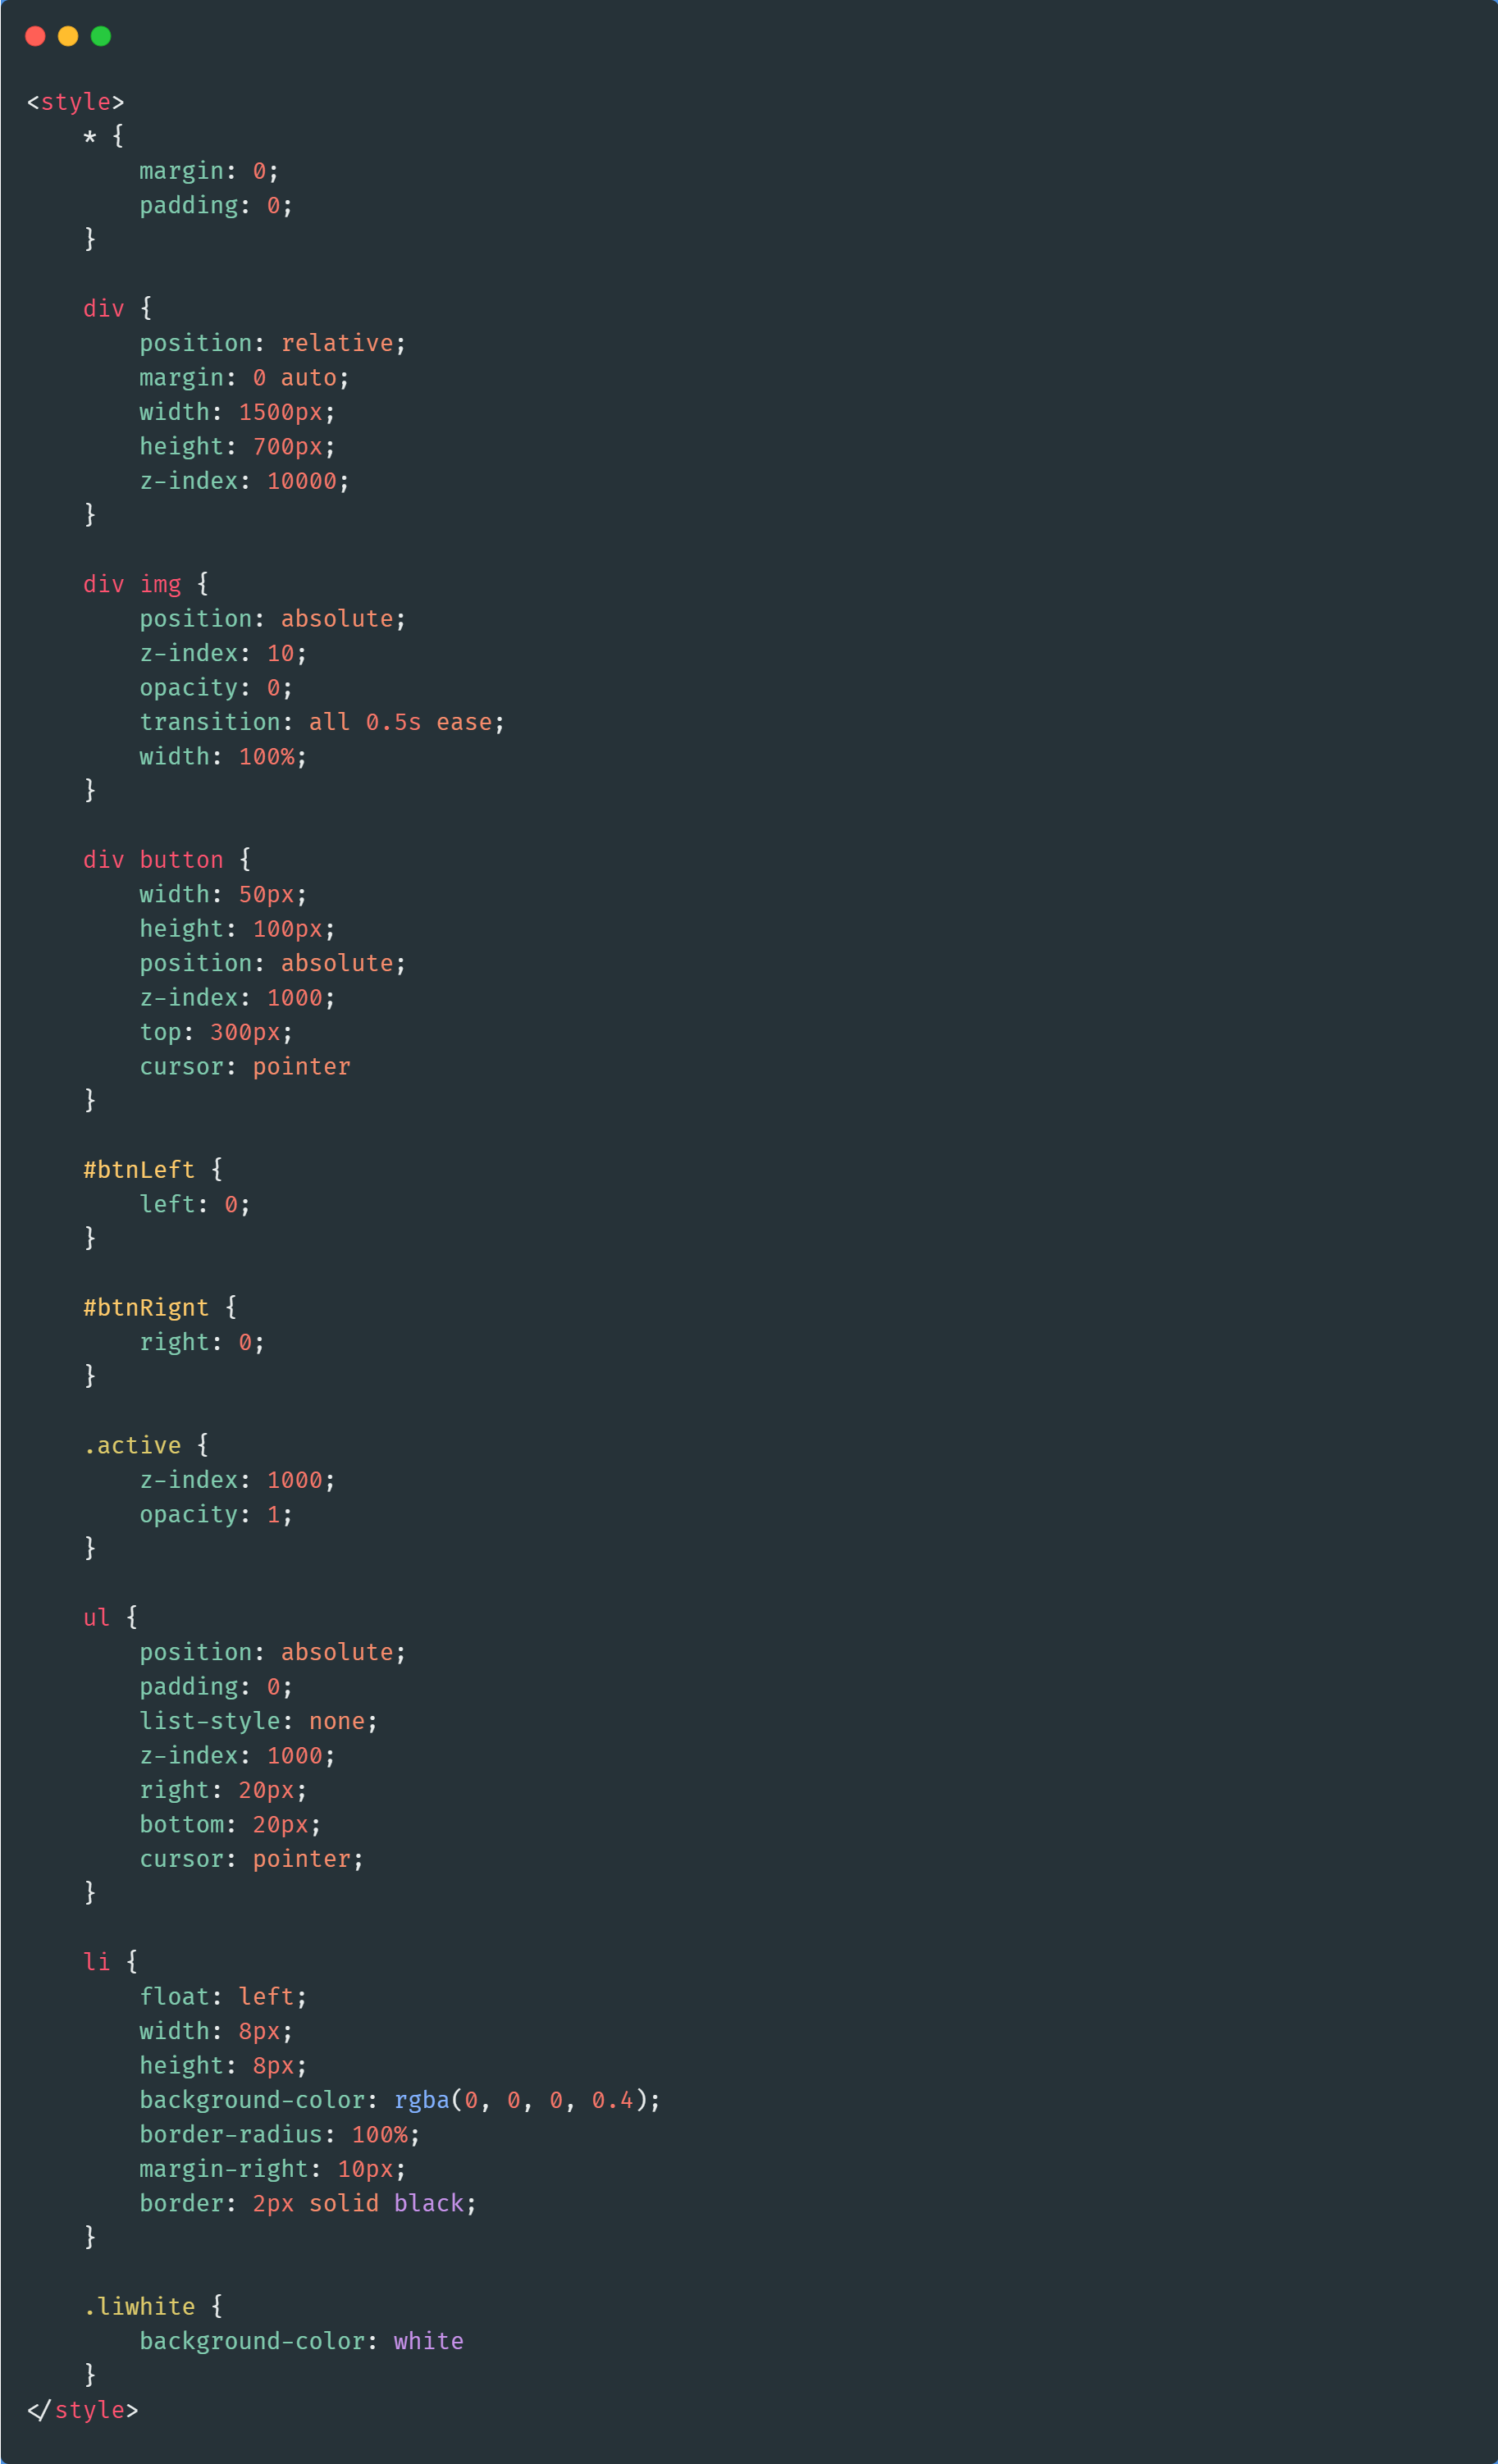 <style>
    * {
        margin: 0;
        padding: 0;
    }

    div {
        position: relative;
        margin: 0 auto;
        width: 1500px;
        height: 700px;
        z-index: 10000;
    }

    div img {
        position: absolute;
        z-index: 10;
        opacity: 0;
        transition: all 0.5s ease;
        width: 100%;
    }

    div button {
        width: 50px;
        height: 100px;
        position: absolute;
        z-index: 1000;
        top: 300px;
        cursor: pointer
    }

    #btnLeft {
        left: 0;
    }

    #btnRignt {
        right: 0;
    }

    .active {
        z-index: 1000;
        opacity: 1;
    }

    ul {
        position: absolute;
        padding: 0;
        list-style: none;
        z-index: 1000;
        right: 20px;
        bottom: 20px;
        cursor: pointer;
    }

    li {
        float: left;
        width: 8px;
        height: 8px;
        background-color: rgba(0, 0, 0, 0.4);
        border-radius: 100%;
        margin-right: 10px;
        border: 2px solid black;
    }

    .liwhite {
        background-color: white
    }
</style>